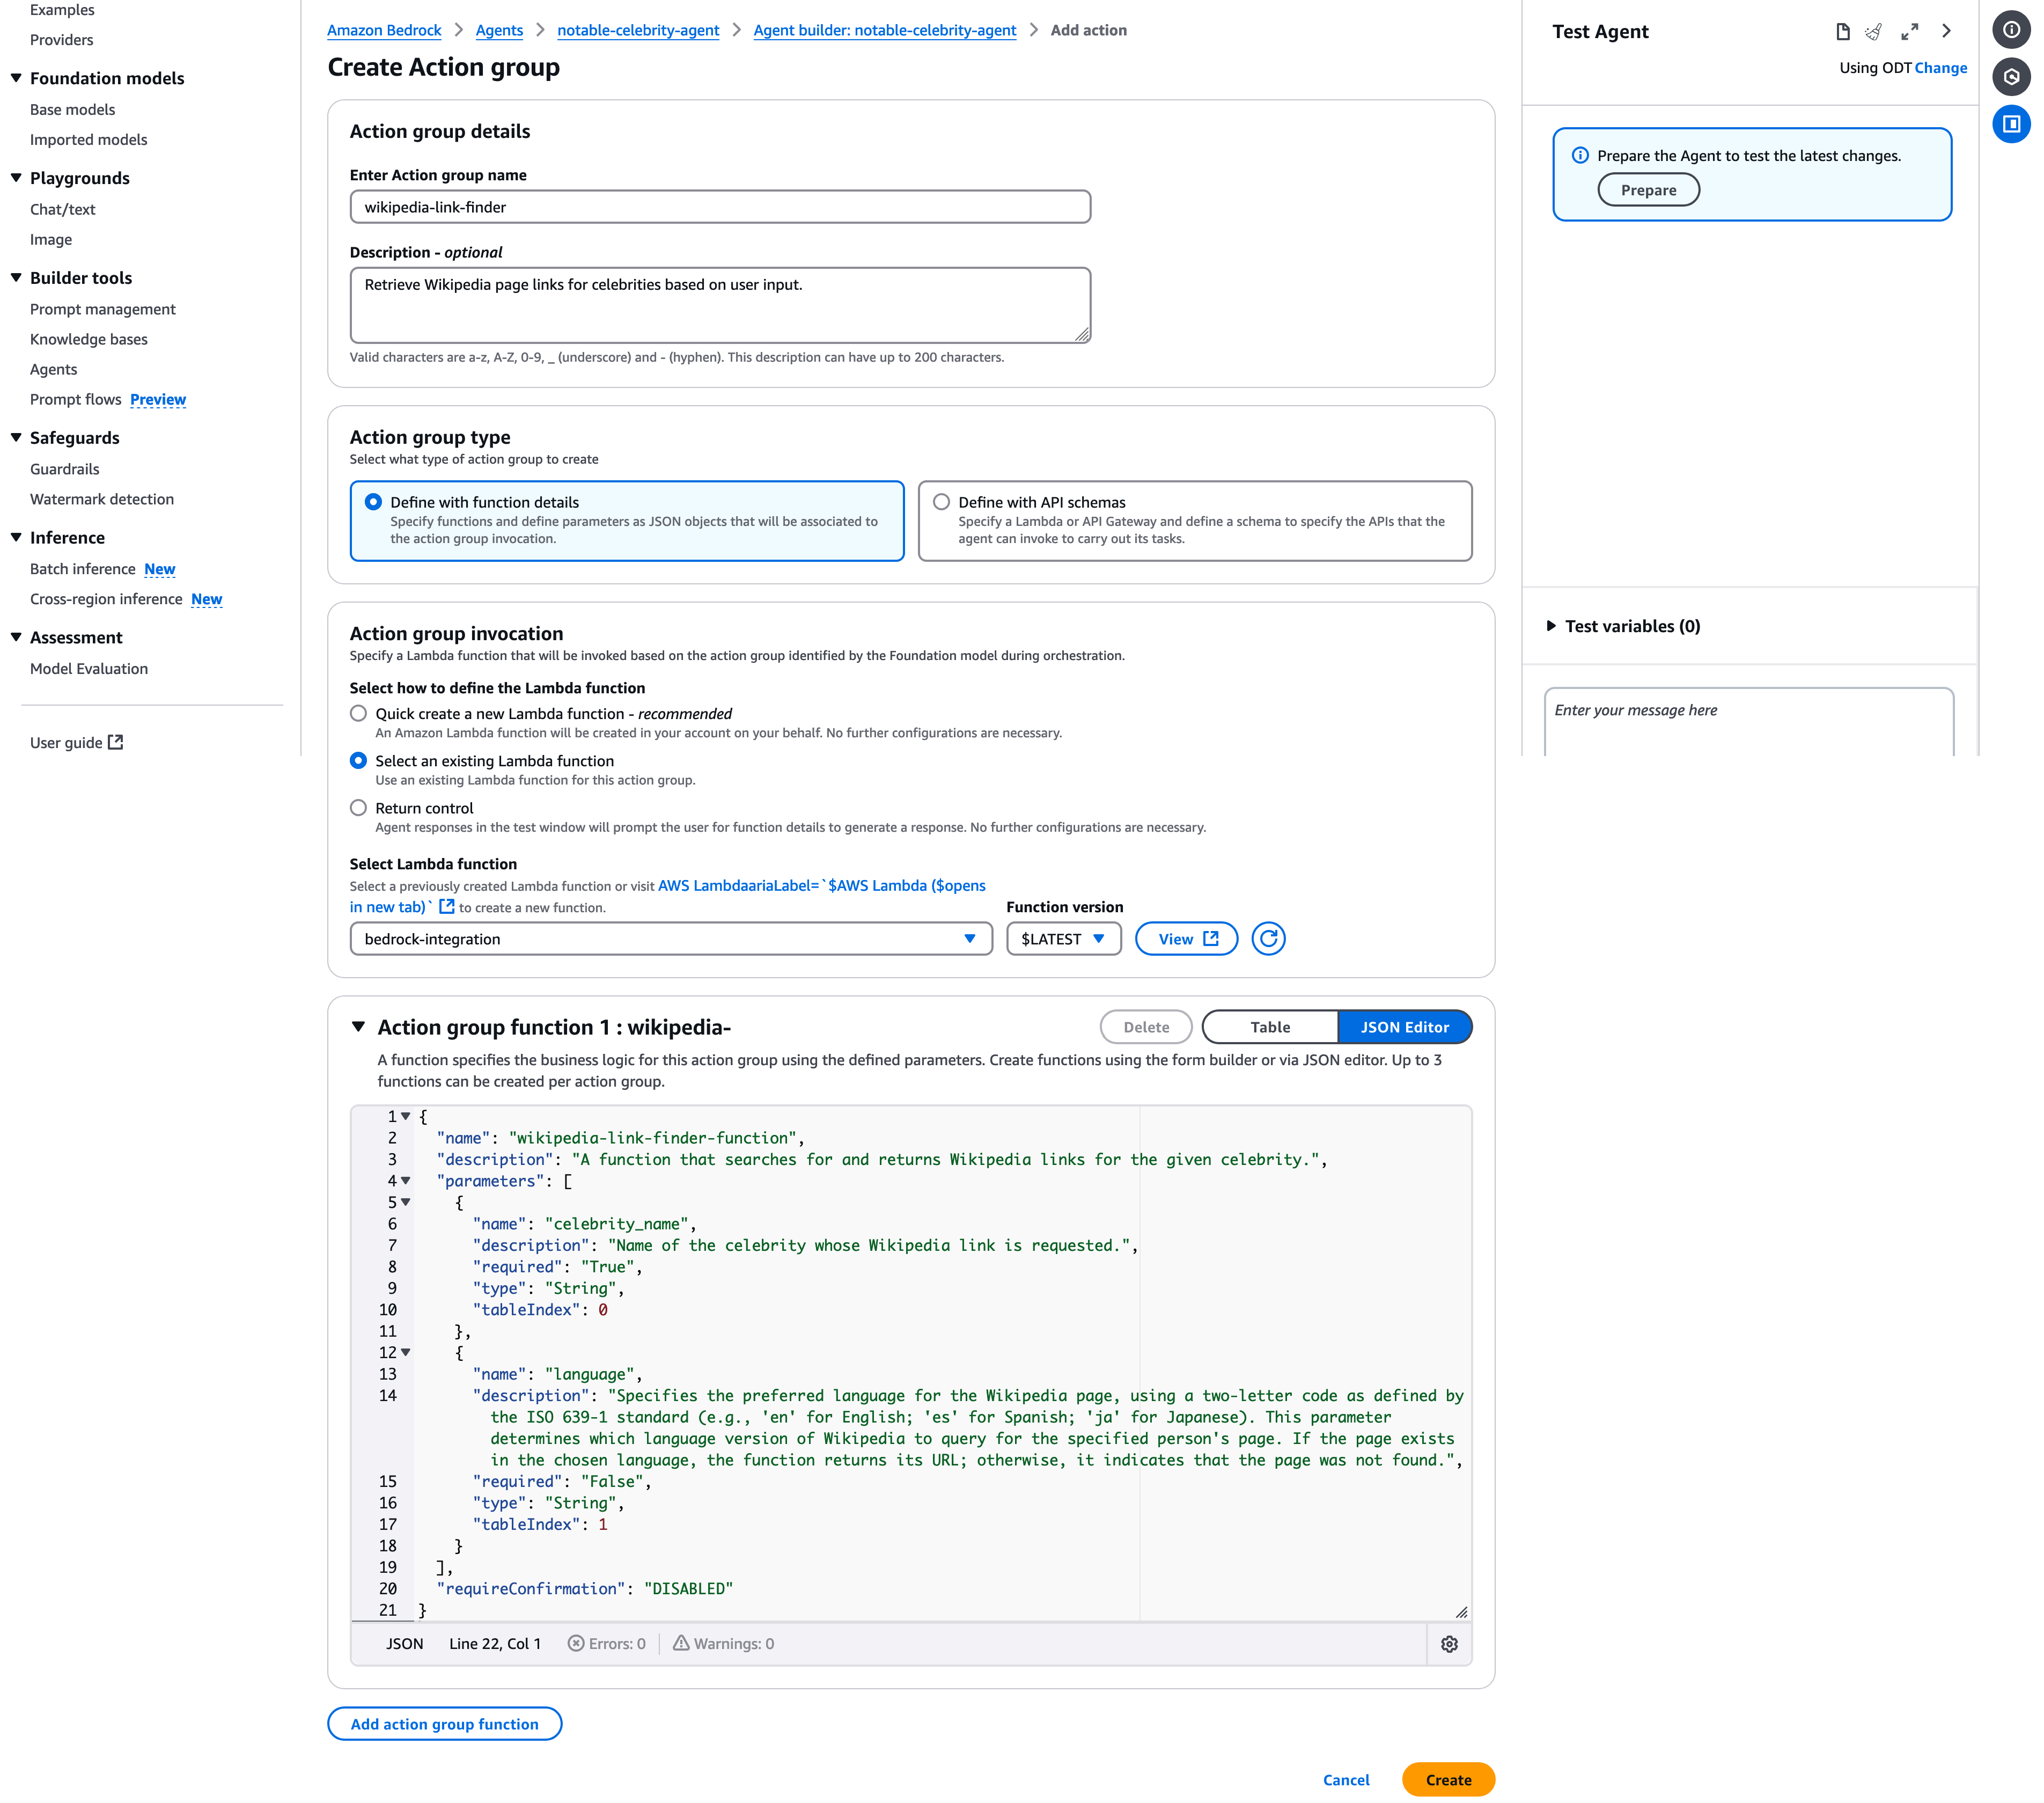 Examples
Providers
Foundation models
Base models
Imported models
Playgrounds
Chat/text
Image
Builder tools
Prompt management
Knowledge bases
Agents
Prompt flows Preview
Safeguards
Guardrails
Watermark detection
Inference
Batch inference New
Cross-region inference New
Assessment
Model Evaluation
User guide
Amazon Bedrock > Agents > notable-celebrity-agent > Agent builder: notable-celebrity-agent > Add action
Create Action group
Action group details
Enter Action group name
wikipedia-link-finder
Description - optional
Retrieve Wikipedia page links for celebrities based on user input.
Valid characters are a-z, A-Z, 0-9, _ (underscore) and - (hyphen). This description can have up to 200 characters.
Action group type
Select what type of action group to create
Define with function details
Specify functions and define parameters as JSON objects that will be associated to
the action group invocation.
Define with API schemas
Specify a Lambda or API Gateway and define a schema to specify the APIs that the
agent can invoke to carry out its tasks.
Action group invocation
Specify a Lambda function that will be invoked based on the action group identified by the Foundation model during orchestration.
Select how to define the Lambda function
Quick create a new Lambda function - recommended
An Amazon Lambda function will be created in your account on your behalf. No further configurations are necessary.
Select an existing Lambda function
Use an existing Lambda function for this action group.
Return control
Agent responses in the test window will prompt the user for function details to generate a response. No further configurations are necessary.
Select Lambda function
Select a previously created Lambda function or visit AWS LambdaariaLabel=`$AWS Lambda ($opens
in new tab)` to create a new function.
Function version
bedrock-integration
$LATEST
View
Action group function 1 : wikipedia-
Delete
Table
JSON Editor
A function specifies the business logic for this action group using the defined parameters. Create functions using the form builder or via JSON editor. Up to 3
functions can be created per action group.
1 {
2 "name": "wikipedia-link-finder-function",
3 "description": "A function that searches for and returns Wikipedia links for the given celebrity.",
4 "parameters": [
5 {
6 "name": "celebrity_name",
7 "description": "Name of the celebrity whose Wikipedia link is requested.",
8 "required": "True",
9 "type": "String",
10 "tableIndex": 0
11 },
12 {
13 "name": "language",
14 "description": "Specifies the preferred language for the Wikipedia page, using a two-letter code as defined by
the ISO 639-1 standard (e.g., 'en' for English; 'es' for Spanish; 'ja' for Japanese). This parameter
determines which language version of Wikipedia to query for the specified person's page. If the page exists
in the chosen language, the function returns its URL; otherwise, it indicates that the page was not found.",
15 "required": "False",
16 "type": "String",
17 "tableIndex": 1
18 }
19 ],
20 "requireConfirmation": "DISABLED"
21 }
JSON Line 22, Col 1 Errors: 0 Warnings: 0
Add action group function
Cancel
Create
Test Agent
Using ODT Change
Prepare the Agent to test the latest changes.
Prepare
Test variables (0)
Enter your message here